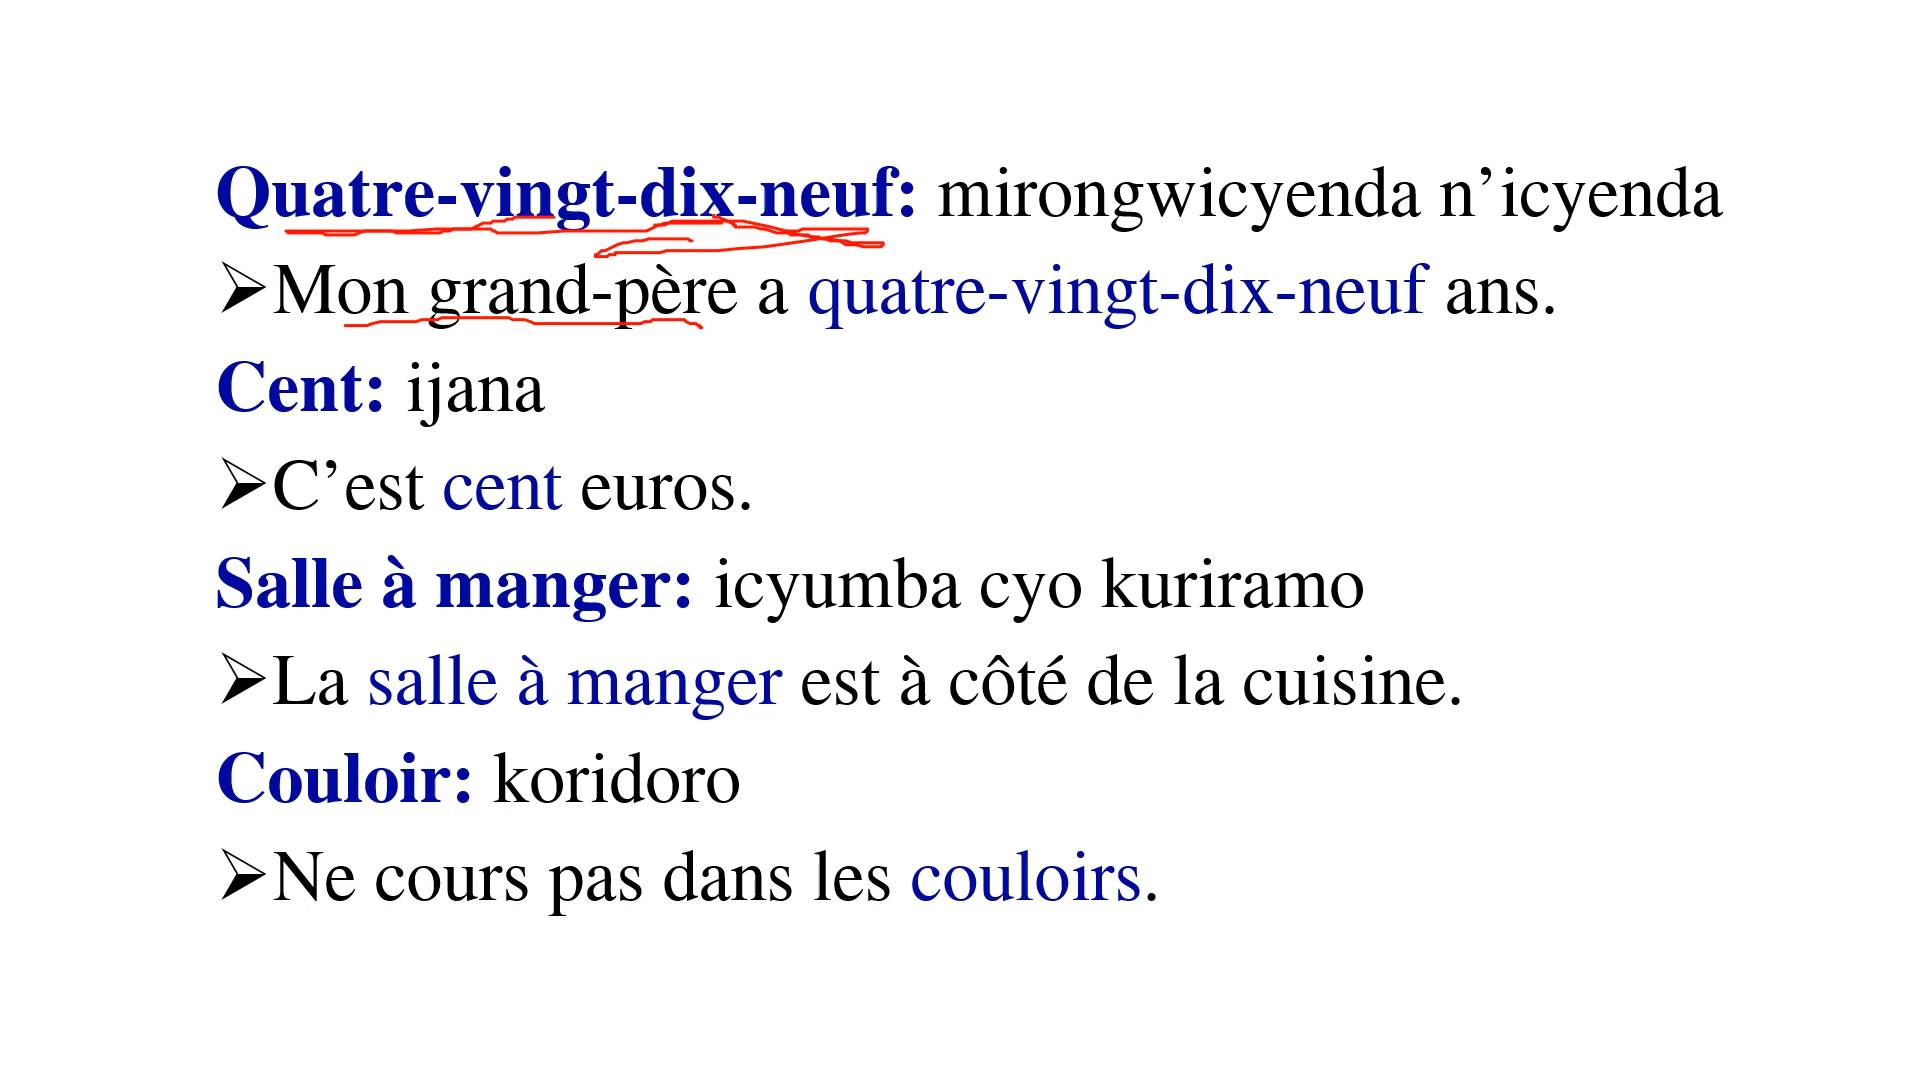 Quatre-vingt-dix-neuf: mirongwicyenda n’icyenda
➢Mon grand-père a quatre-vingt-dix-neuf ans.
Cent: ijana
➢C’est cent euros.
Salle à manger: icyumba cyo kuriramo
➢La salle à manger est à côté de la cuisine.
Couloir: koridoro
➢Ne cours pas dans les couloirs.